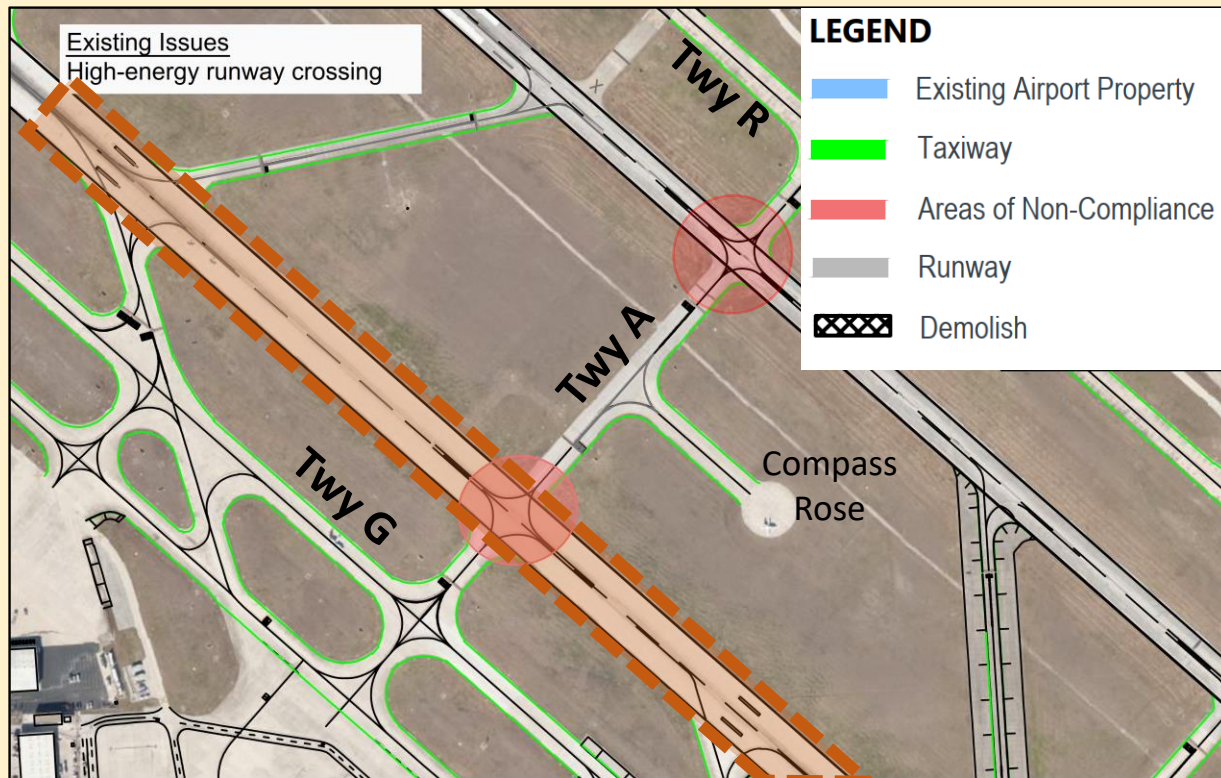 Existing Issues
High-energy runway crossing
LEGEND
Existing Airport Property
Taxiway
Areas of Non-Compliance
Runway
Demolish
Twy R
Twy A
Twy G
Compass
Rose